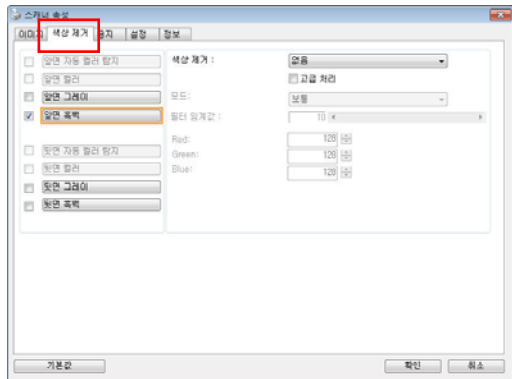 스캐너 속성
이미지 색상 제거 용지 설정 정보
앞면 자동 컬러 탐지
앞면 컬러
앞면 그레이
앞면 흑백
뒷면 자동 컬러 탐지
뒷면 컬러
뒷면 그레이
뒷면 흑백
색상 제거 : 없음
고급 처리
모드: 보통
필터 임계값 : 10
Red: 128
Green: 128
Blue: 128
기본값 확인 취소